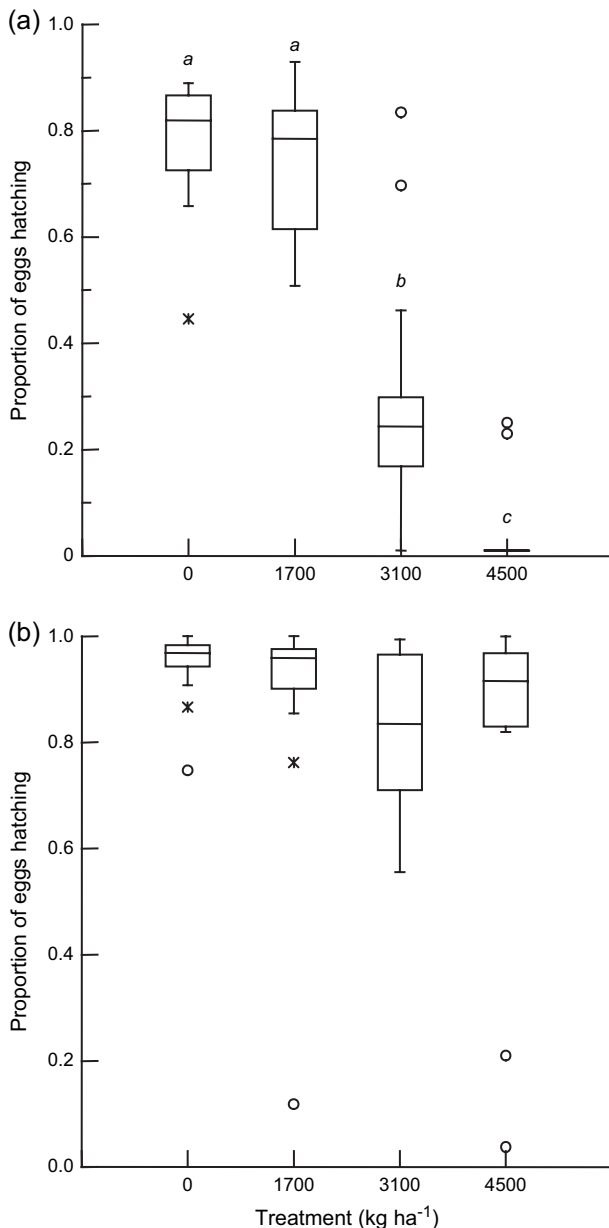 (a)
Proportion of eggs hatching
1.0
0.8
0.6
0.4
0.2
0
a
a
b
c
0 1700 3100 4500
(b)
Proportion of eggs hatching
1.0
0.8
0.6
0.4
0.2
0.0
0 1700 3100 4500
Treatment (kg ha⁻¹)